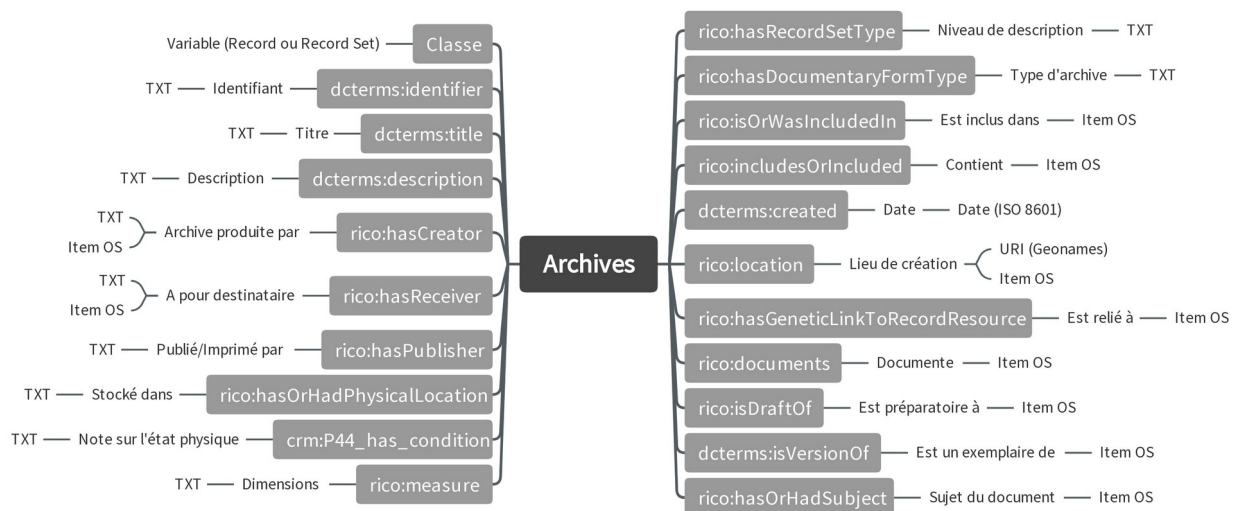 Archives
Variable (Record ou Record Set) Classe
TXT Identifiant dcterms:identifier
TXT Titre dcterms:title
TXT Description dcterms:description
TXT
Item OS
Archive produite par rico:hasCreator
TXT
Item OS
A pour destinataire rico:hasReceiver
TXT Publié/Imprimé par rico:hasPublisher
TXT Stocké dans rico:hasOrHadPhysicalLocation
TXT Note sur l'état physique crm:P44_has_condition
TXT Dimensions rico:measure
rico:hasRecordSetType Niveau de description TXT
rico:hasDocumentaryFormType Type d'archive TXT
rico:isOrWasIncludedIn Est inclus dans Item OS
rico:includesOrIncluded Contient Item OS
dcterms:created Date Date (ISO 8601)
rico:location Lieu de création
URI (Geonames)
Item OS
rico:hasGeneticLinkToRecordResource Est relié à Item OS
rico:documents Documente Item OS
rico:isDraftOf Est préparatoire à Item OS
dcterms:isVersionOf Est un exemplaire de Item OS
rico:hasOrHadSubject Sujet du document Item OS